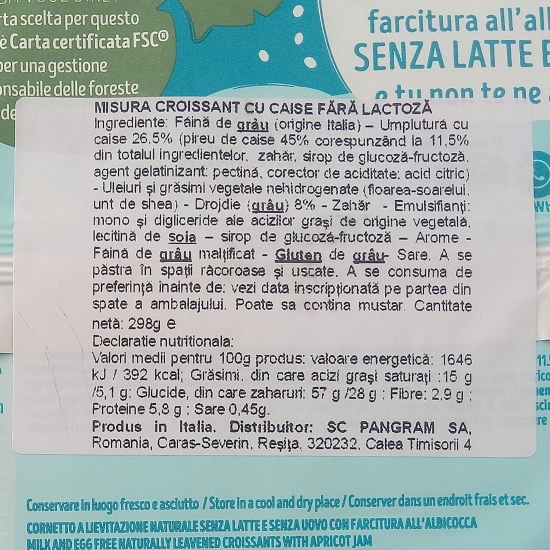 rta scelta per questo
è Carta certificata FSC®
per una gestione
nsabile delle foreste
farcitura all'all
SENZA LATTE E
e tu non te ne
MISURA CROISSANT CU CAISE FĂRĂ LACTOZĂ
Ingrediente: Făină de grâu (origine Italia) – Umplutură cu
caise 26,5% (pireu de caise 45% corespunzând la 11,5%
din totalul ingredientelor, zahăr, sirop de glucoză-fructoză,
agent gelatinizant: pectină, corector de aciditate: acid citric)
- Uleiuri și grăsimi vegetale nehidrogenate (floarea-soarelui,
unt de shea) - Drojdie (grâu) 8% - Zahăr - Emulsifianți:
mono și digliceride ale acizilor grași de origine vegetală,
lecitină de soia – sirop de glucoză-fructoză – Arome -
Faină de grâu malțificat - Gluten de grâu- Sare. A se
păstra în spații răcoroase și uscate. A se consuma de
preferință inainte de: vezi data inscripționată pe partea din
spate a ambalajului. Poate sa contina mustar. Cantitate
netă: 298g e
Declaratie nutritionala:
Valori medii pentru 100g produs: valoare energetică: 1646
kJ / 392 kcal; Grăsimi, din care acizi grași saturați :15 g
/5,1 g; Glucide, din care zaharuri: 57 g /28 g ; Fibre: 2.9 g ;
Proteine 5,8 g ; Sare 0,45g.
Produs in Italia. Distribuitor: SC PANGRAM SA,
Romania, Caras-Severin, Reșița, 320232, Calea Timisorii 4
Conservare in luogo fresco e asciutto / Store in a cool and dry place / Conserver dans un endroit frais et sec.
CORNETTO A LIEVITAZIONE NATURALE SENZA LATTE E SENZA UOVO CON FARCITURA ALL'ALBICOCCA
MILK AND EGG FREE NATURALLY LEAVENED CROISSANTS WITH APRICOT JAM